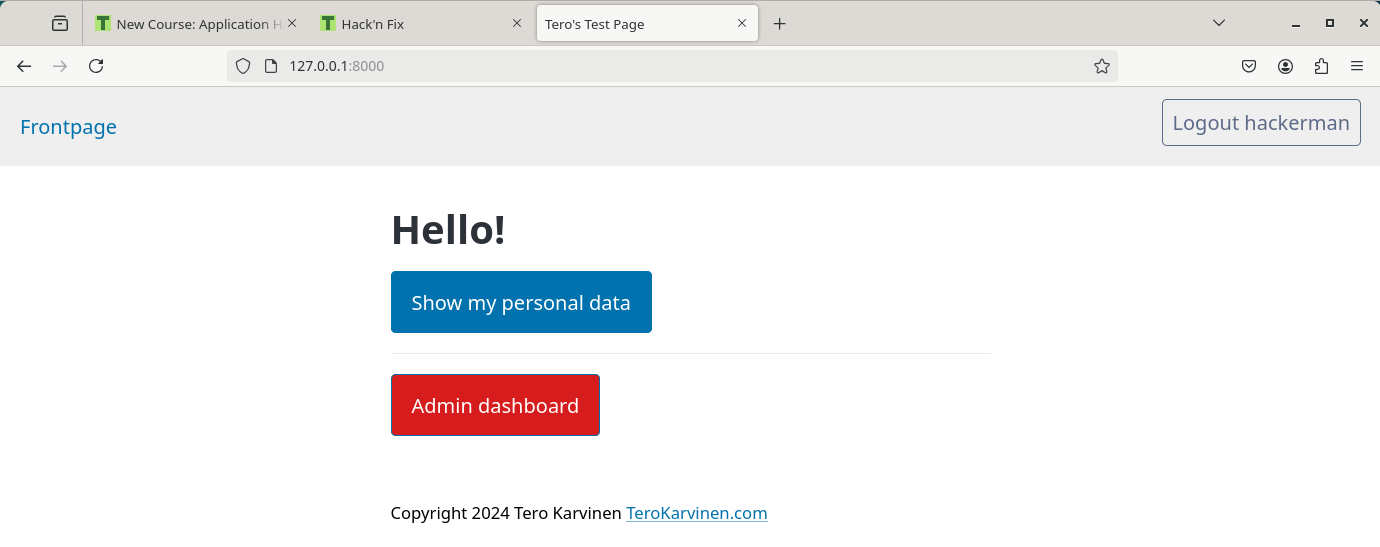 New Course: Application H
Hack'n Fix
Tero's Test Page
127.0.0.1:8000
Frontpage
Logout hackerman
Hello!
Show my personal data
Admin dashboard
Copyright 2024 Tero Karvinen TeroKarvinen.com